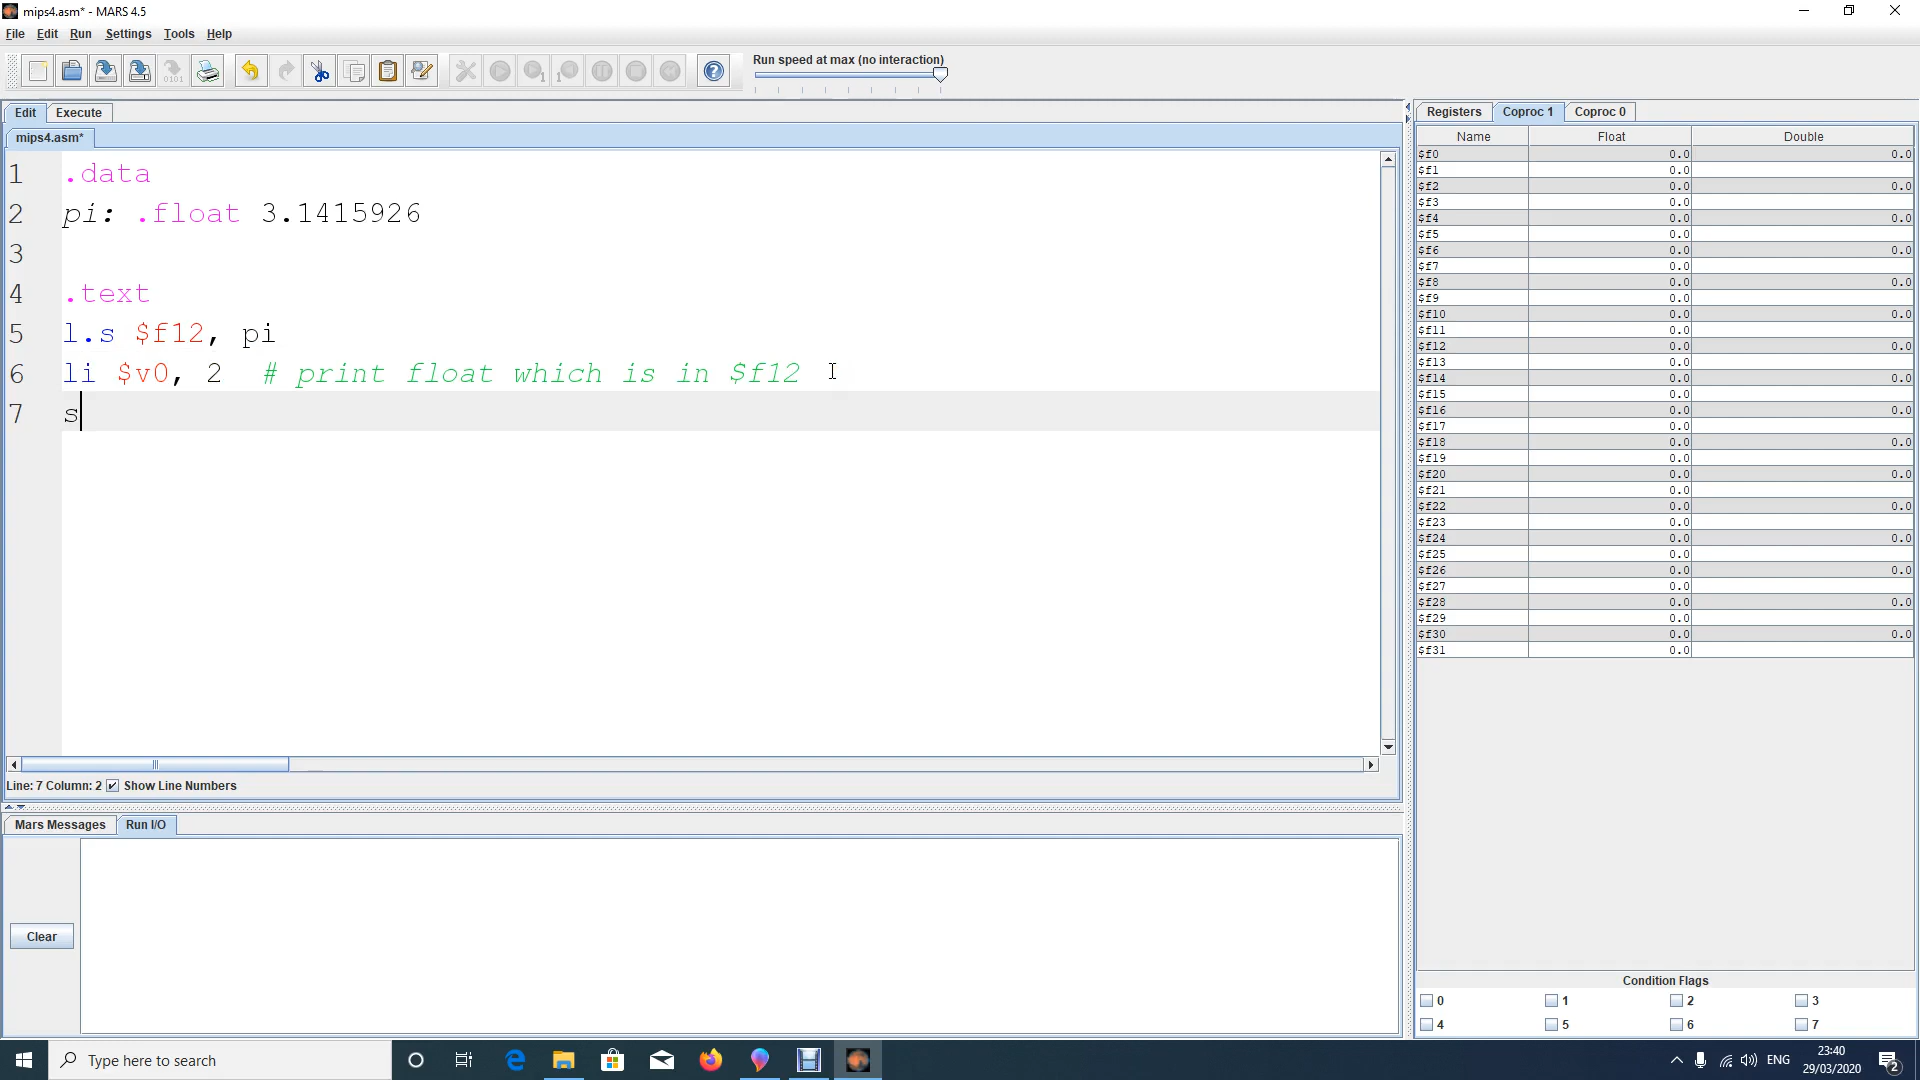 mips4.asm* - MARS 4.5
File Edit Run Settings Tools Help
Run speed at max (no interaction)
Edit Execute
mips4.asm*
1 .data
2 pi: .float 3.1415926
3
4 .text
5 l.s $f12, pi
6 li $v0, 2 # print float which is in $f12
7 s
Line: 7 Column: 2 Show Line Numbers
Mars Messages Run I/O
Clear
Registers Coproc 1 Coproc 0
Name Float Double
$f0 0.0 0.0
$f1 0.0
$f2 0.0 0.0
$f3 0.0
$f4 0.0 0.0
$f5 0.0
$f6 0.0 0.0
$f7 0.0
$f8 0.0 0.0
$f9 0.0
$f10 0.0 0.0
$f11 0.0
$f12 0.0 0.0
$f13 0.0
$f14 0.0 0.0
$f15 0.0
$f16 0.0 0.0
$f17 0.0
$f18 0.0 0.0
$f19 0.0
$f20 0.0 0.0
$f21 0.0
$f22 0.0 0.0
$f23 0.0
$f24 0.0 0.0
$f25 0.0
$f26 0.0 0.0
$f27 0.0
$f28 0.0 0.0
$f29 0.0
$f30 0.0 0.0
$f31 0.0
Condition Flags
0 1 2 3
4 5 6 7
Type here to search
ENG
23:40
29/03/2020
2